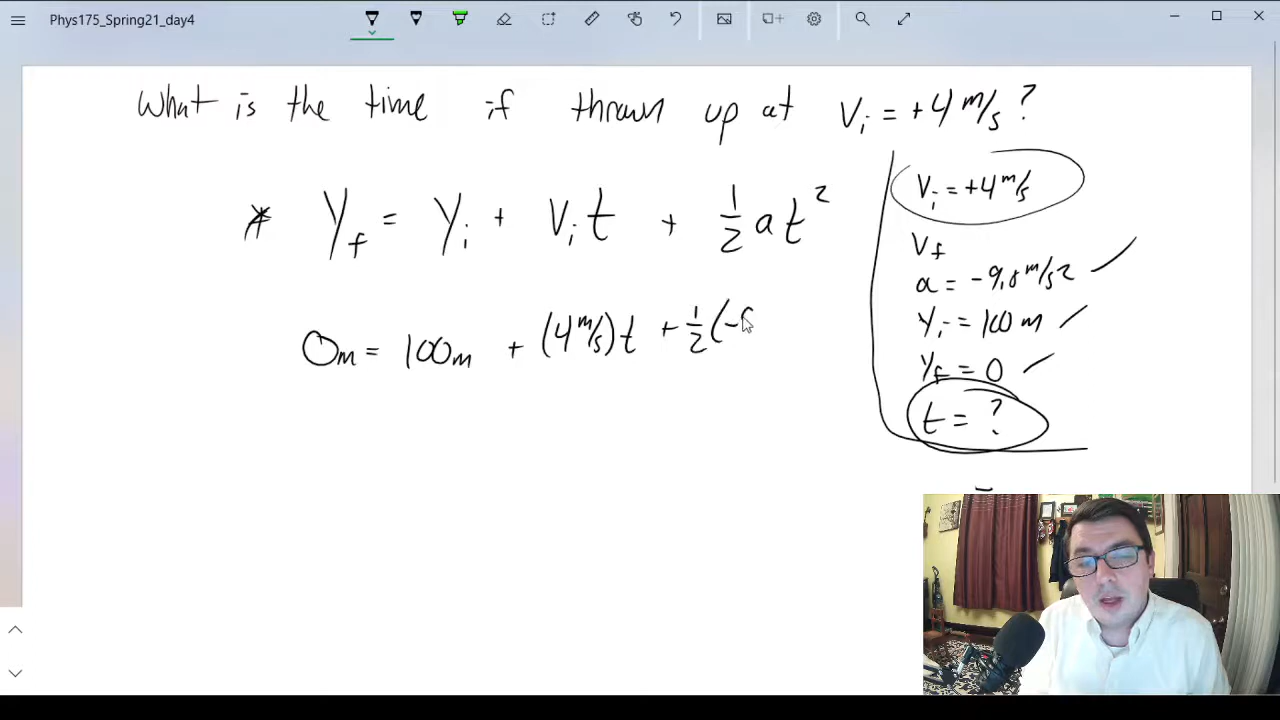 Phys175_Spring21_day4
What is the time if thrown up at Vi = +4 m/s ?
* Yf = Yi + Vi t + 1/2 a t²
Vi = +4 m/s
Vf
a = -9.8 m/s2
Yi = 100 m
Yf = 0
t = ?
0m = 100m + (4 m/s) t + 1/2 (-